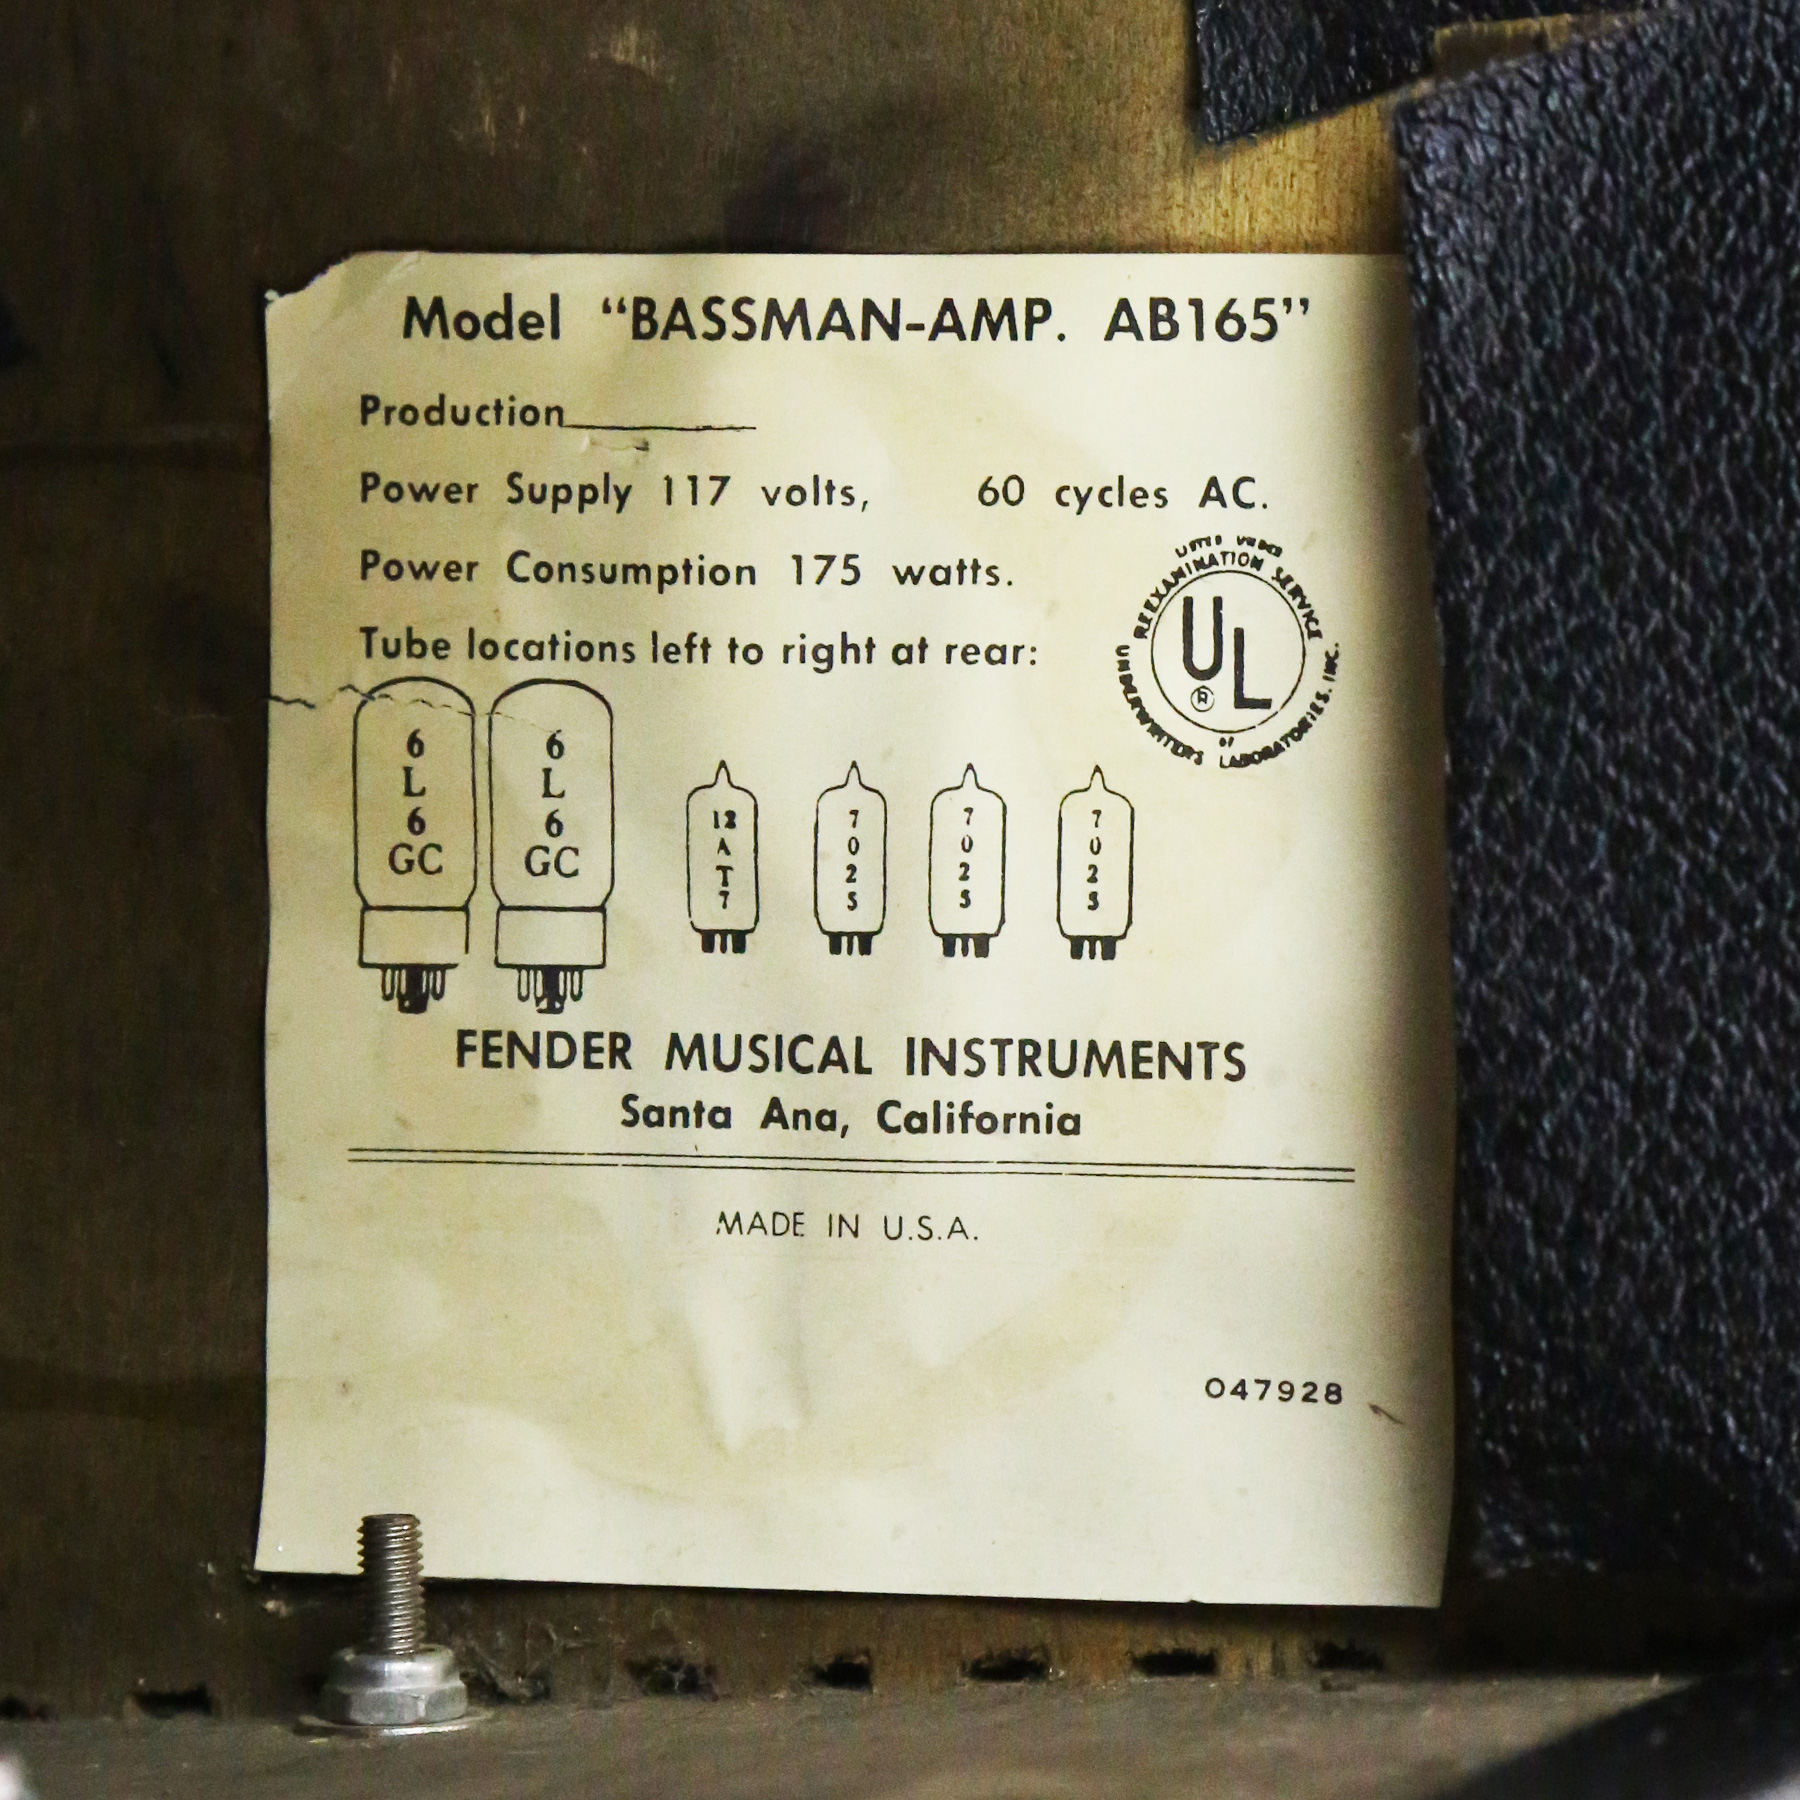 Model “BASSMAN-AMP. AB165”
Production
Power Supply 117 volts, 60 cycles AC.
Power Consumption 175 watts.
LISTED UNDER
REEXAMINATION SERVICE
UL
®
OF
UNDERWRITERS LABORATORIES, INC.
Tube locations left to right at rear:
6
L
6
GC
6
L
6
GC
12
A
T
7
7
0
2
5
7
0
2
5
7
0
2
5
FENDER MUSICAL INSTRUMENTS
Santa Ana, California
MADE IN U.S.A.
047928